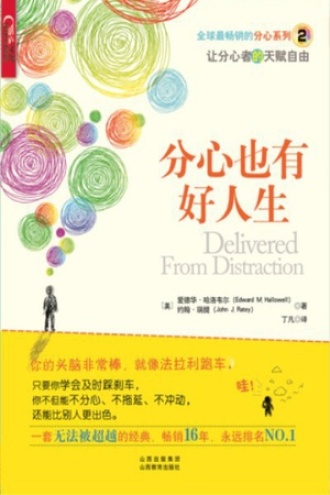 全球最畅销的分心系列 2
让分心者的天赋自由
分心也有
好人生
Delivered
From Distraction
[美] 爱德华·哈洛韦尔 (Edward M. Hallowell)
约翰·瑞提 (John J. Ratey) 著
丁凡 译
你的头脑非常棒，就像法拉利跑车，
只要你学会及时踩刹车，
哇！
你不但能不分心、不拖延、不冲动，
还能比别人更出色。
一套无法被超越的经典，畅销16年，永远排名NO.1
山西出版集团
山西教育出版社